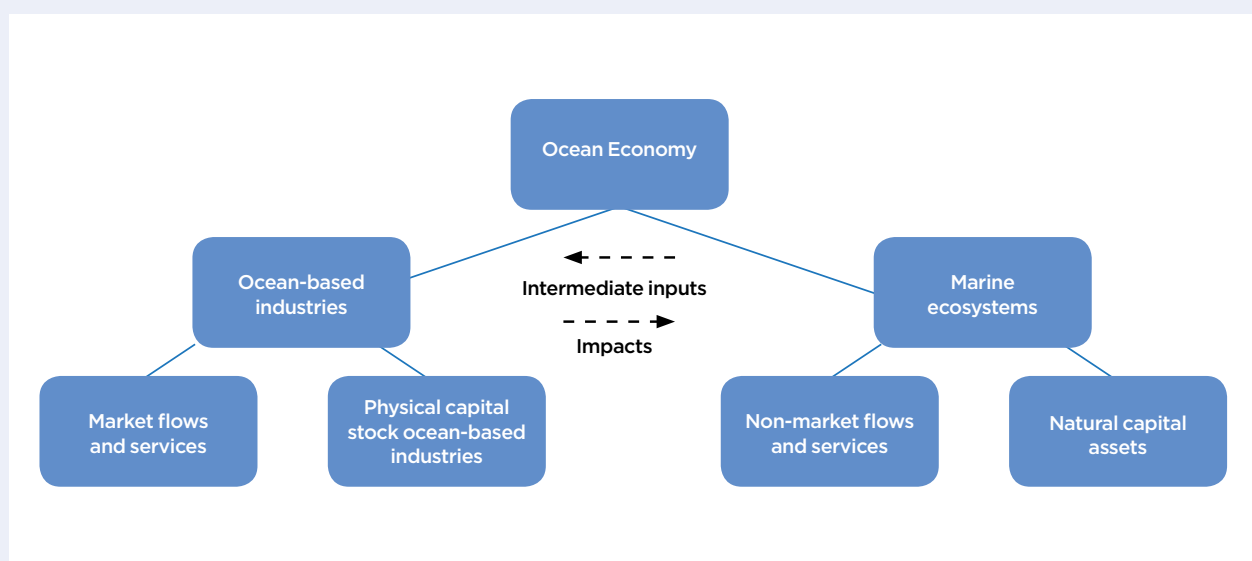 Ocean Economy
Ocean-based
industries
Intermediate inputs
Impacts
Marine
ecosystems
Market flows
and services
Physical capital
stock ocean-based
industries
Non-market flows
and services
Natural capital
assets